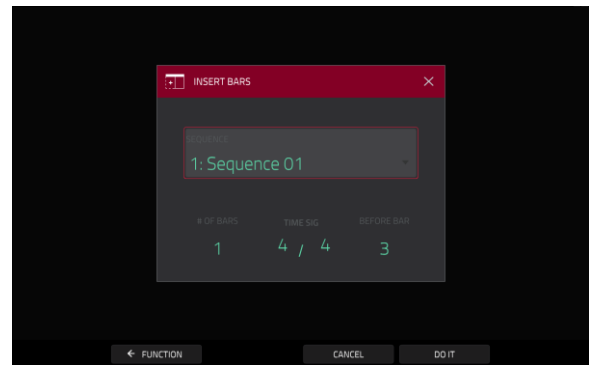 INSERT BARS
SEQUENCE
1: Sequence 01
# OF BARS TIME SIG BEFORE BAR
1 4 / 4 3
FUNCTION CANCEL DO IT